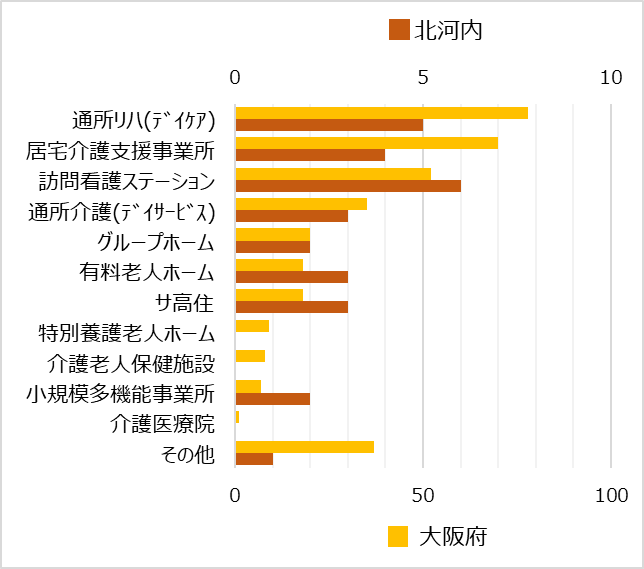 北河内
0 5 10
通所リハ(ﾃﾞｲｹｱ)
居宅介護支援事業所
訪問看護ステーション
通所介護(ﾃﾞｲｻｰﾋﾞｽ)
グループホーム
有料老人ホーム
サ高住
特別養護老人ホーム
介護老人保健施設
小規模多機能事業所
介護医療院
その他
0 50 100
大阪府